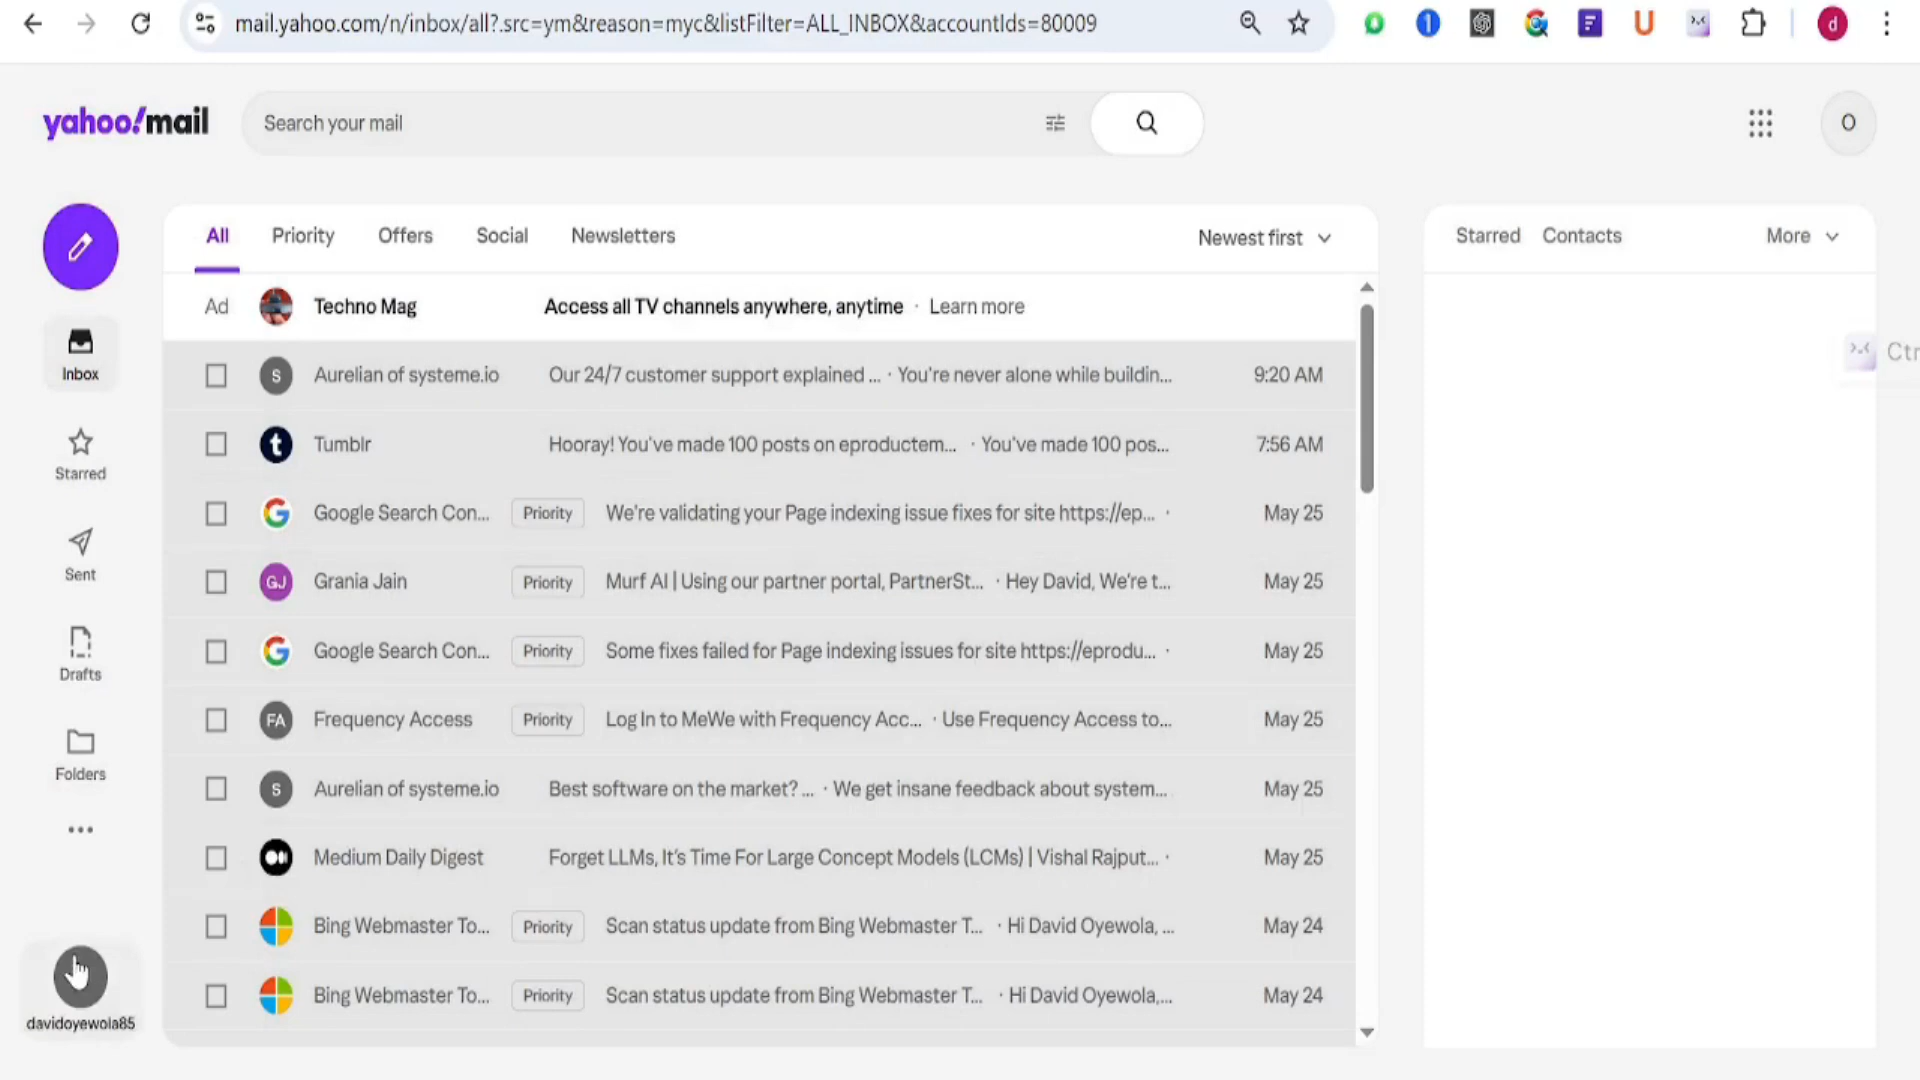 mail.yahoo.com/n/inbox/all?.src=ym&reason=myc&listFilter=ALL_INBOX&accountIds=80009
d
yahoo!mail
Search your mail
O
All Priority Offers Social Newsletters Newest first
Starred Contacts More
Ad Techno Mag Access all TV channels anywhere, anytime · Learn more
S Aurelian of systeme.io Our 24/7 customer support explained ... · You're never alone while buildin... 9:20 AM
t Tumblr Hooray! You've made 100 posts on eproductem... · You've made 100 pos... 7:56 AM
Google Search Con... Priority We're validating your Page indexing issue fixes for site https://ep... · May 25
GJ Grania Jain Priority Murf AI | Using our partner portal, PartnerSt... · Hey David, We're t... May 25
Google Search Con... Priority Some fixes failed for Page indexing issues for site https://eprodu... · May 25
FA Frequency Access Priority Log In to MeWe with Frequency Acc... · Use Frequency Access to... May 25
S Aurelian of systeme.io Best software on the market? ... · We get insane feedback about system... May 25
Medium Daily Digest Forget LLMs, It's Time For Large Concept Models (LCMs) | Vishal Rajput... · May 25
Bing Webmaster To... Priority Scan status update from Bing Webmaster T... · Hi David Oyewola, ... May 24
Bing Webmaster To... Priority Scan status update from Bing Webmaster T... · Hi David Oyewola,... May 24
Inbox
Starred
Sent
Drafts
Folders
davidoyewola85
Ctr